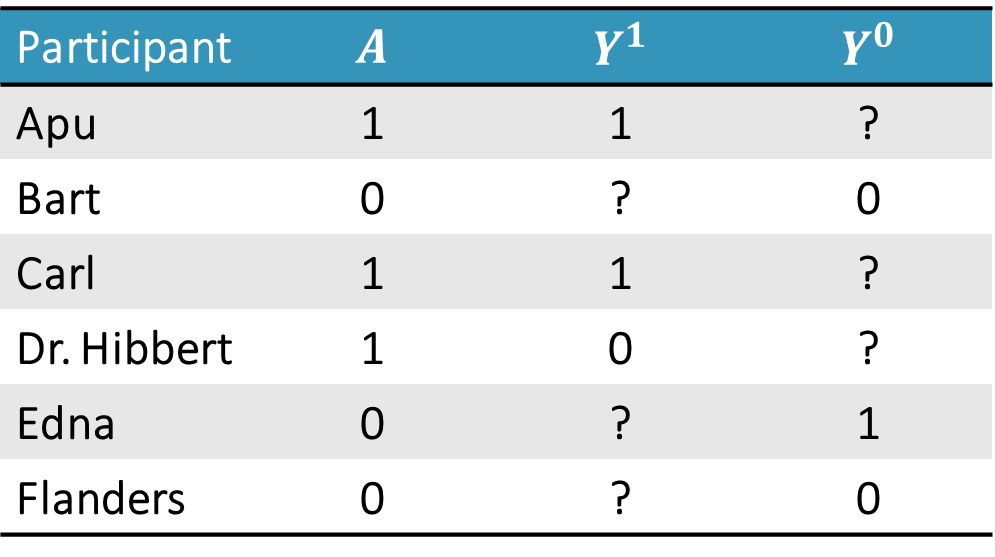 Participant A Y¹ Y⁰
Apu 1 1 ?
Bart 0 ? 0
Carl 1 1 ?
Dr. Hibbert 1 0 ?
Edna 0 ? 1
Flanders 0 ? 0